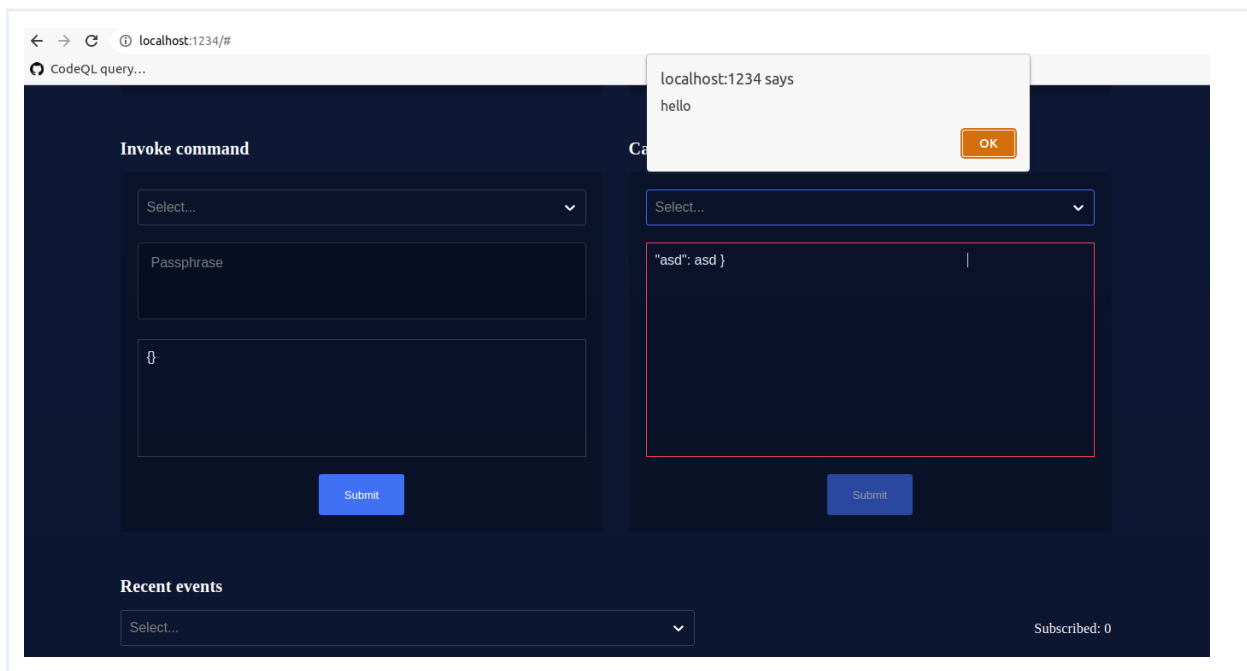 localhost:1234/#
CodeQL query...
localhost:1234 says
hello
OK
Invoke command
Ca
Select...
Passphrase
{}
Submit
Select...
"asd": asd }
Submit
Recent events
Select...
Subscribed: 0